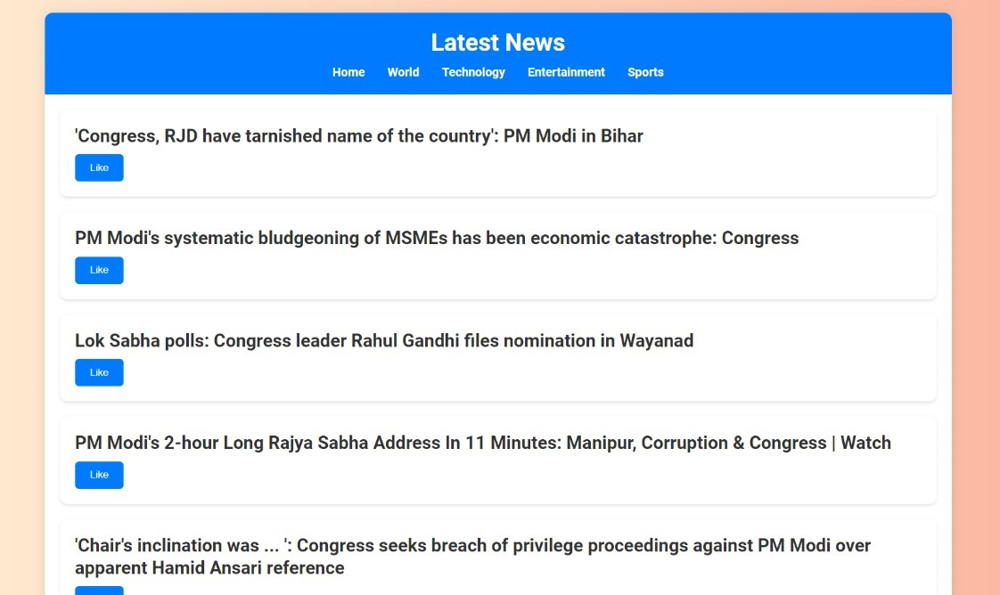 Latest News
Home World Technology Entertainment Sports
'Congress, RJD have tarnished name of the country': PM Modi in Bihar
Like
PM Modi's systematic bludgeoning of MSMEs has been economic catastrophe: Congress
Like
Lok Sabha polls: Congress leader Rahul Gandhi files nomination in Wayanad
Like
PM Modi's 2-hour Long Rajya Sabha Address In 11 Minutes: Manipur, Corruption & Congress | Watch
Like
'Chair's inclination was ... ': Congress seeks breach of privilege proceedings against PM Modi over
apparent Hamid Ansari reference